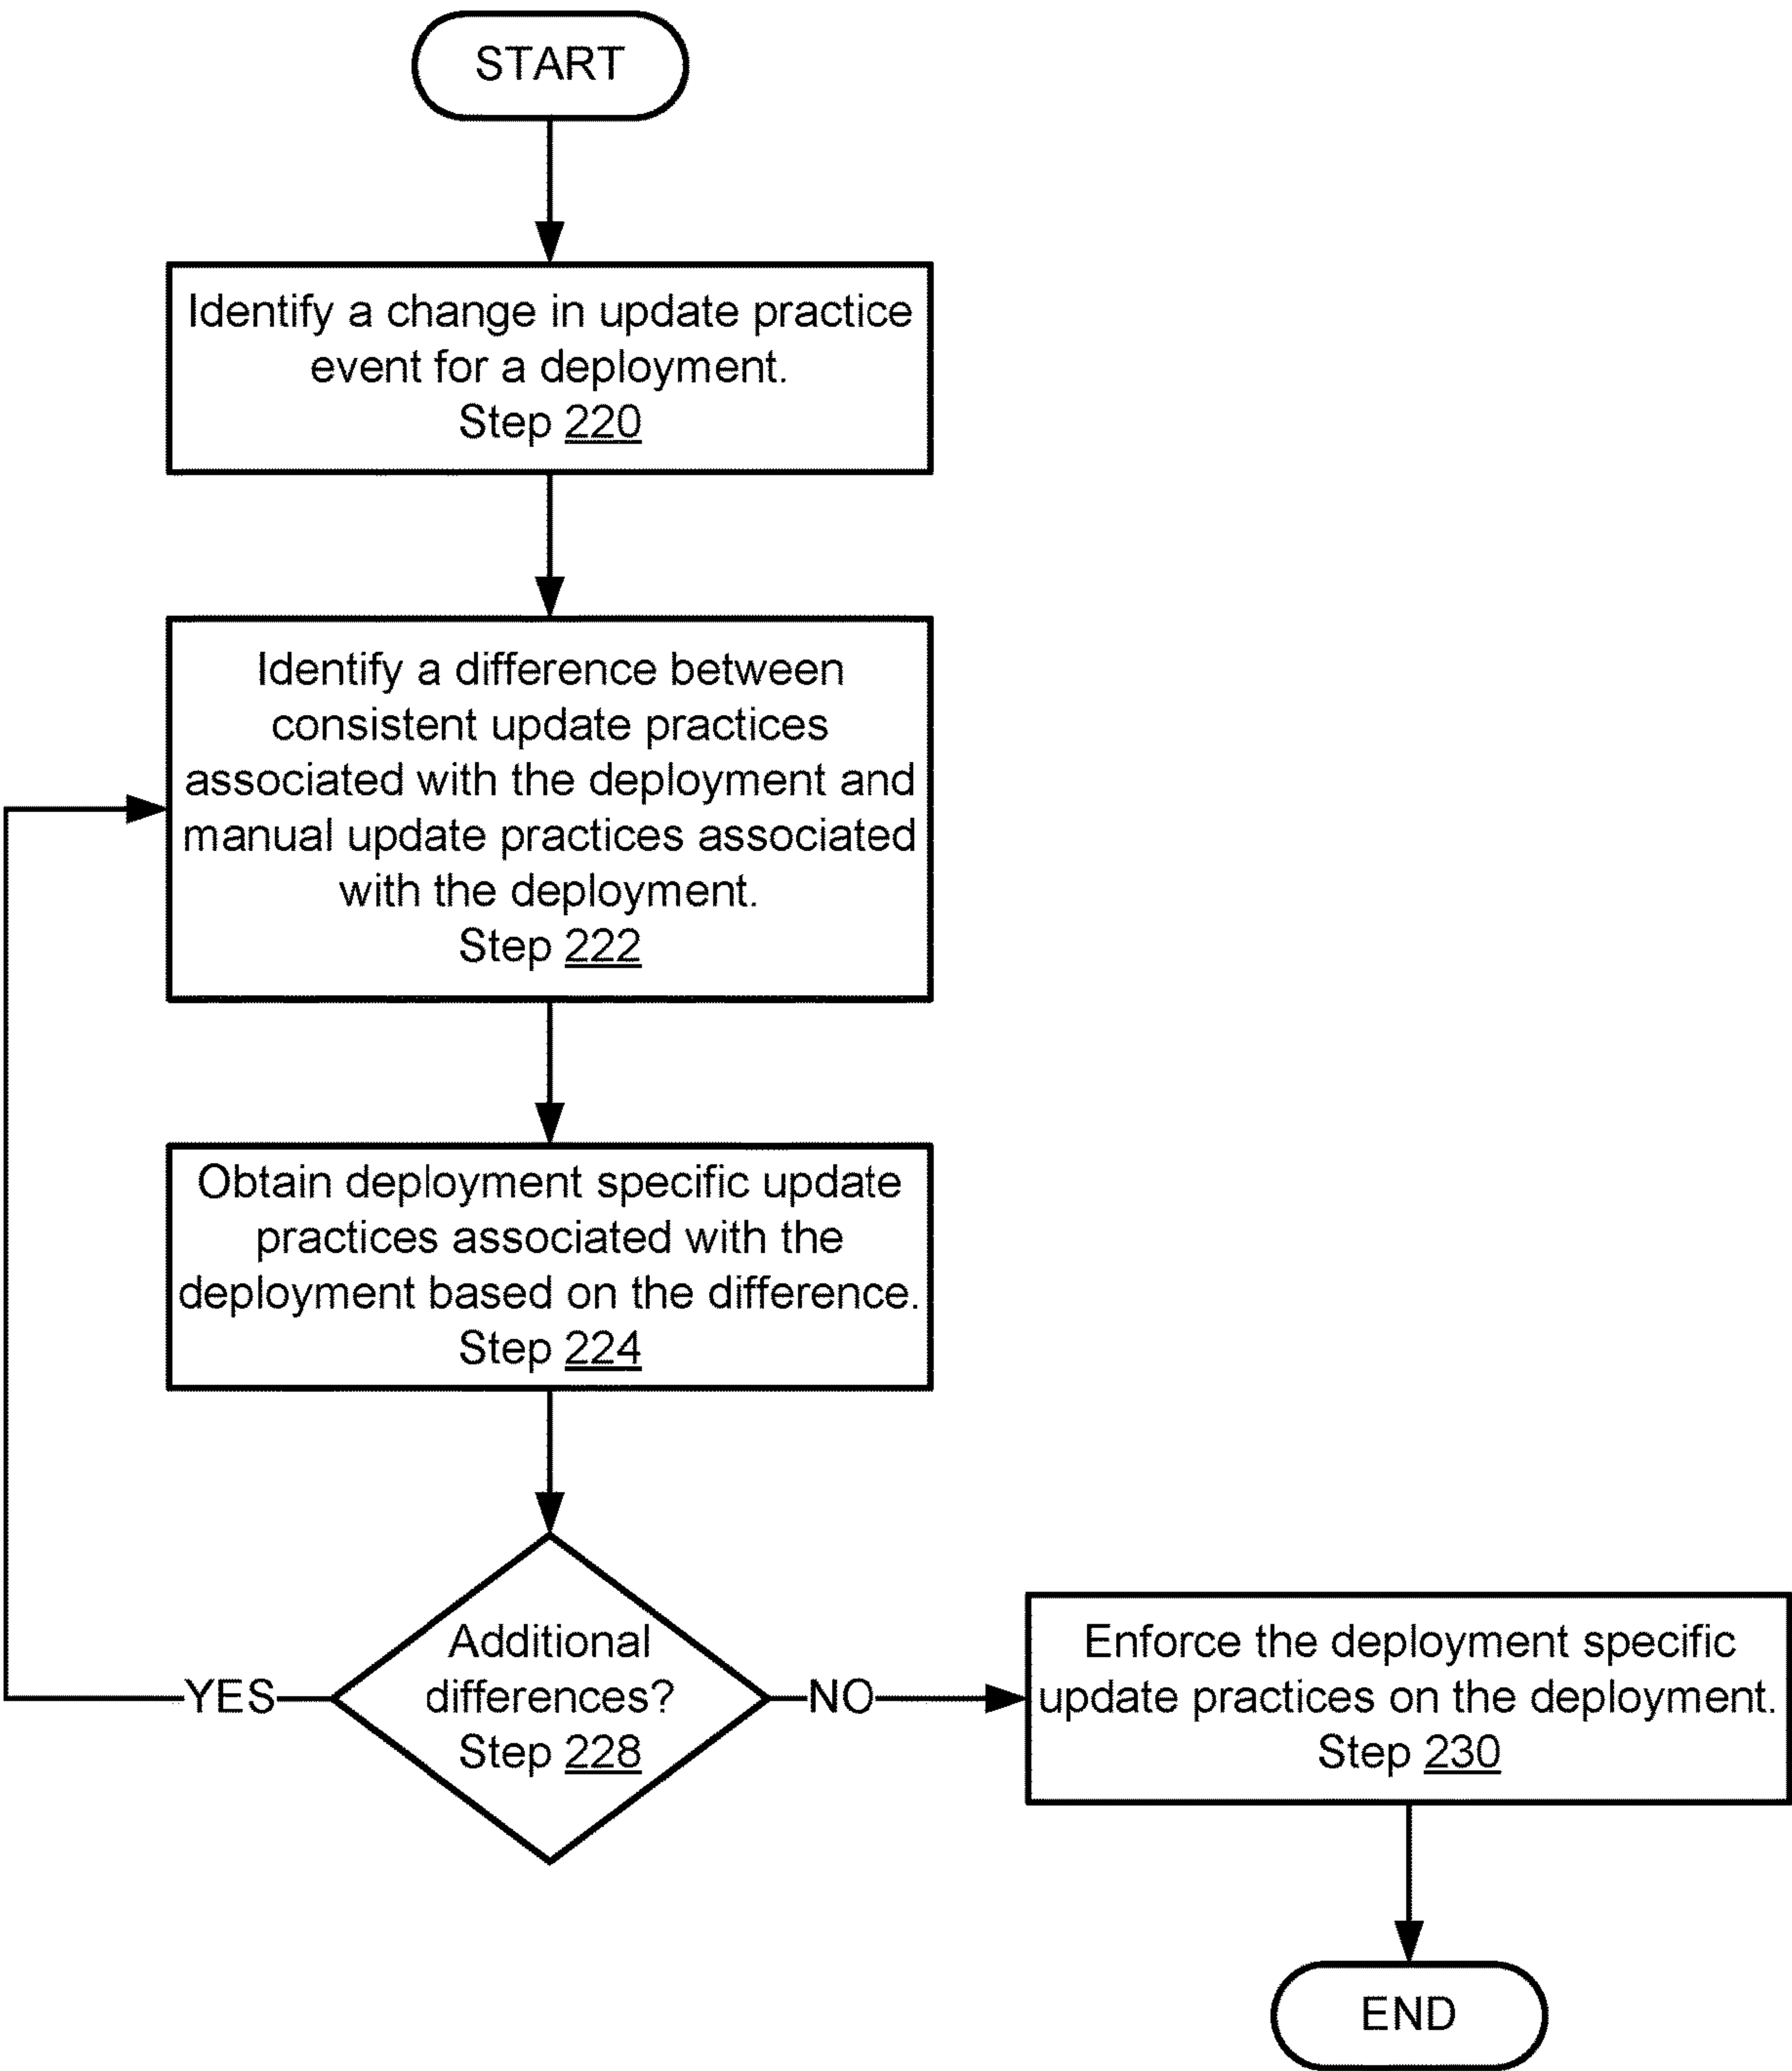 START
Identify a change in update practice
event for a deployment.
Step 220
Identify a difference between
consistent update practices
associated with the deployment and
manual update practices associated
with the deployment.
Step 222
Obtain deployment specific update
practices associated with the
deployment based on the difference.
Step 224
Additional
differences?
Step 228
YES
NO
Enforce the deployment specific
update practices on the deployment.
Step 230
END